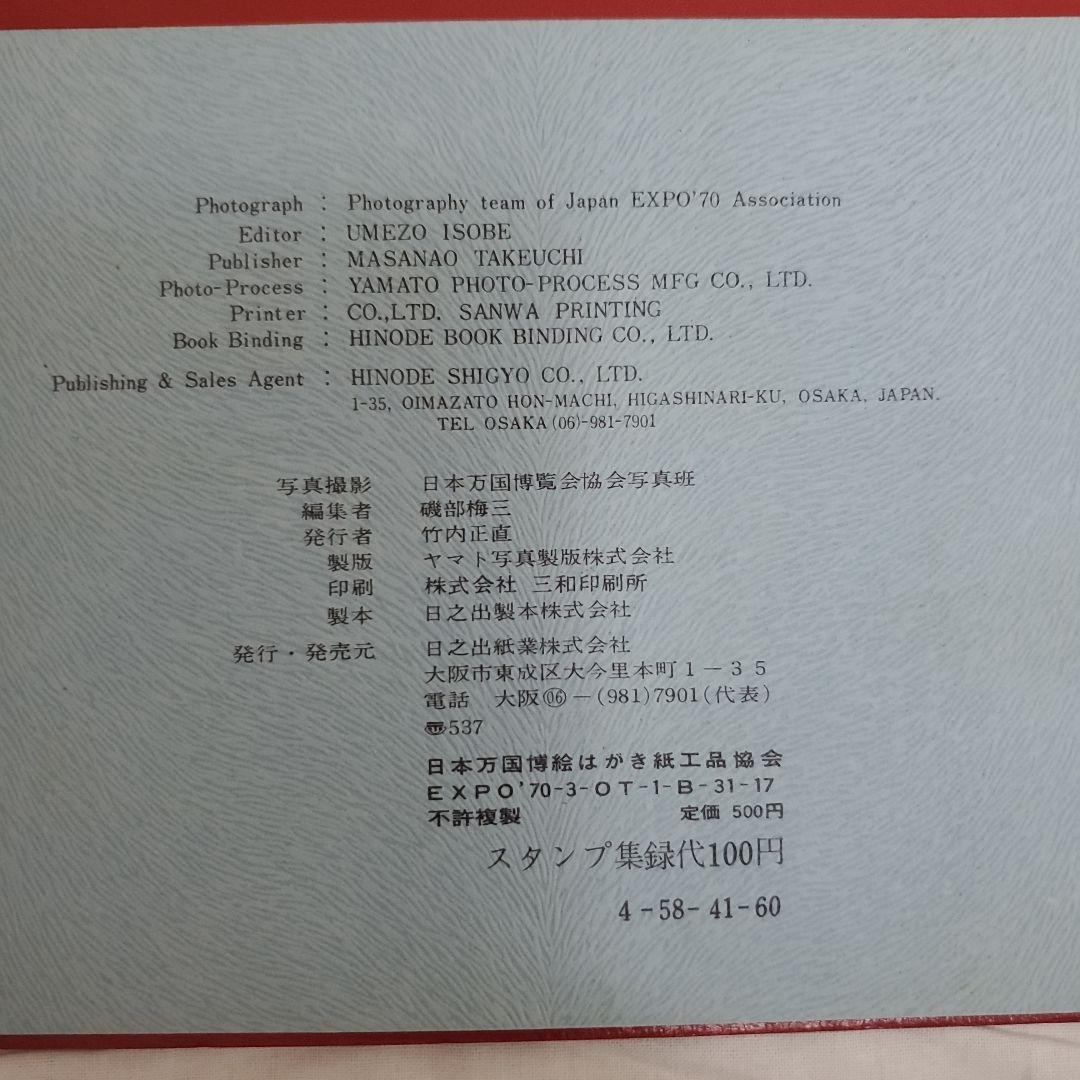 Photograph : Photography team of Japan EXPO'70 Association
Editor : UMEZO ISOBE
Publisher : MASANAO TAKEUCHI
Photo-Process : YAMATO PHOTO-PROCESS MFG CO., LTD.
Printer : CO.,LTD. SANWA PRINTING
Book Binding : HINODE BOOK BINDING CO., LTD.
Publishing & Sales Agent : HINODE SHIGYO CO., LTD.
1-35, OIMAZATO HON-MACHI, HIGASHINARI-KU, OSAKA, JAPAN.
TEL OSAKA (06)-981-7901
写真撮影 日本万国博覧会協会写真班
編集者 磯部梅三
発行者 竹内正直
製版 ヤマト写真製版株式会社
印刷 株式会社 三和印刷所
製本 日之出製本株式会社
発行・発売元 日之出紙業株式会社
大阪市東成区大今里本町1-35
電話 大阪06-(981)7901(代表)
〠537
日本万国博絵はがき紙工品協会
EXPO'70-3-OT-1-B-31-17
不許複製 定価 500円
スタンプ集録代100円
4-58-41-60